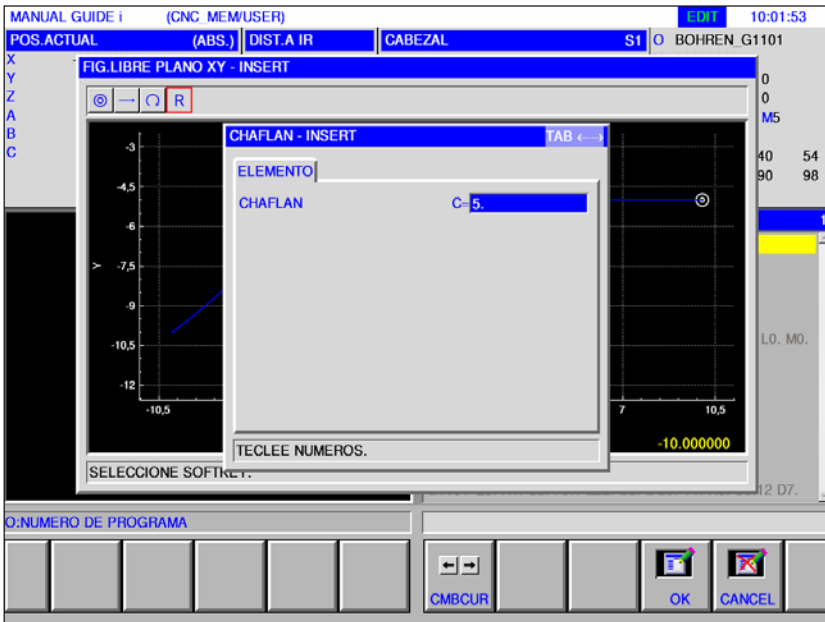 MANUAL GUIDE i (CNC_MEM/USER) EDIT 10:01:53
POS.ACTUAL (ABS.) DIST.A IR CABEZAL S1 O BOHREN_G1101
X
FIG.LIBRE PLANO XY - INSERT
Y 0
Z R 0
A M5
B CHAFLAN - INSERT TAB ←→
C 40 54
-3
ELEMENTO 90 98
-4,5
CHAFLAN C= 5.
-6
Y -7,5
-9
-10,5 L0. M0.
-12
-10,5 7 10,5
-10.000000
TECLEE NUMEROS.
SELECCIONE SOFTKEY.
12 D7.
O:NUMERO DE PROGRAMA
CMBCUR OK CANCEL